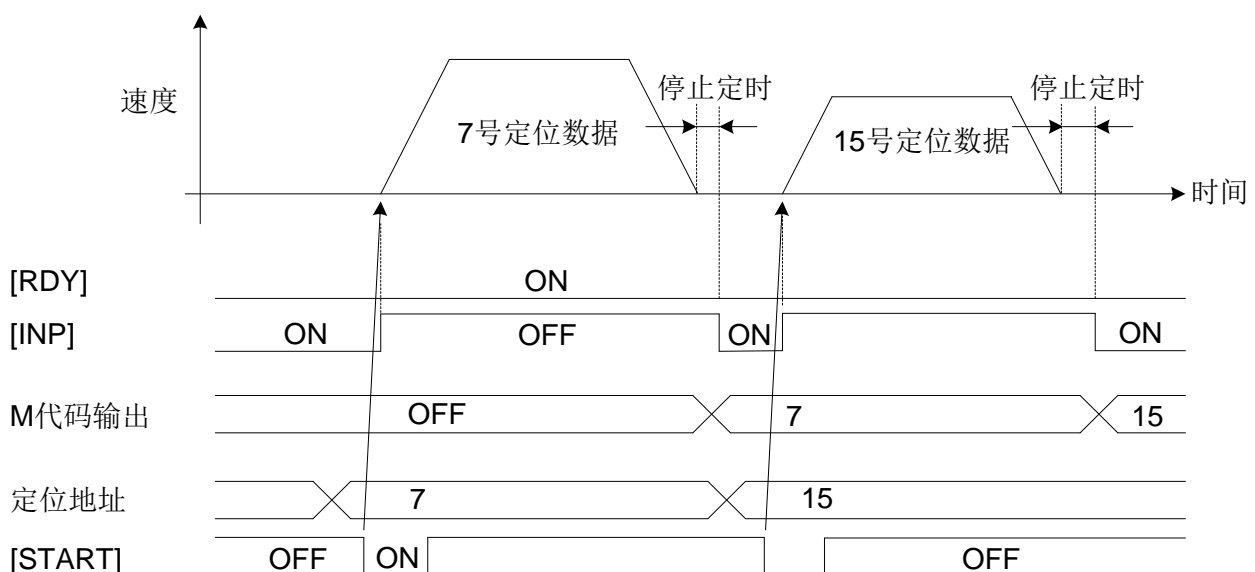 速度
停止定时
停止定时
7号定位数据
15号定位数据
时间
[RDY]
ON
[INP]
ON
OFF
ON
ON
M代码输出
OFF
7
15
定位地址
7
15
[START]
OFF
ON
OFF